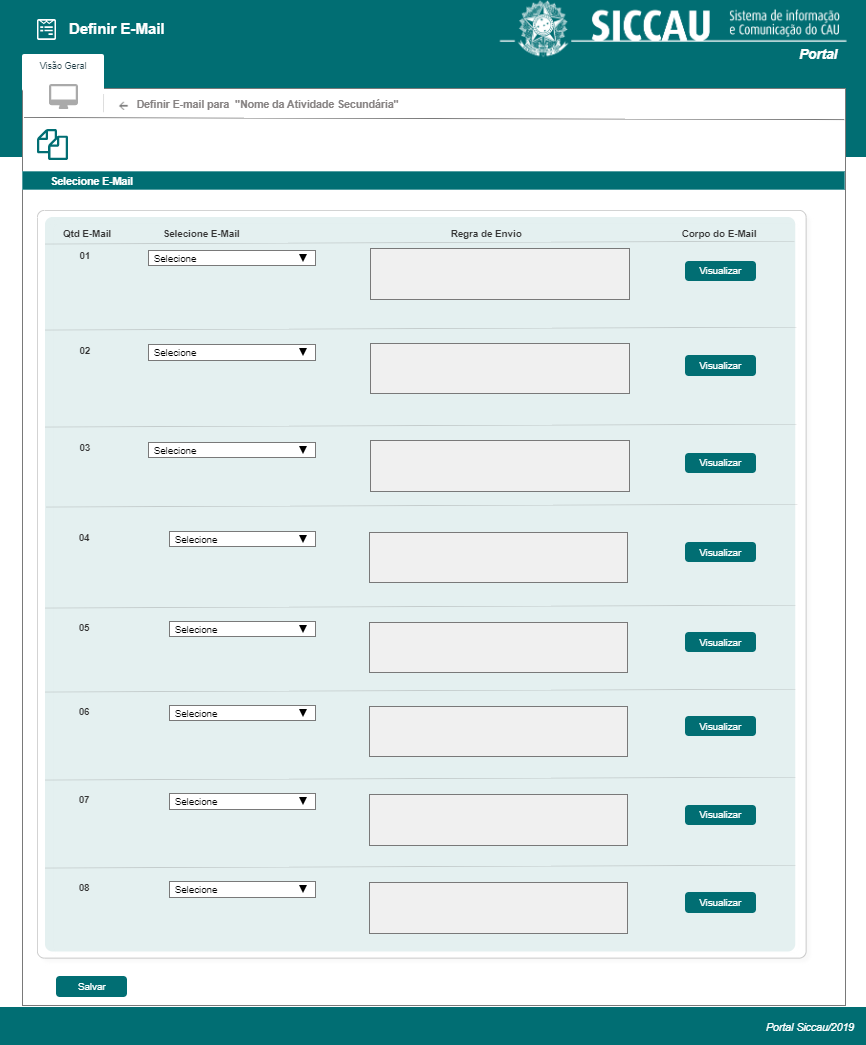 Definir E-Mail
SICCAU
Sistema de informação
e Comunicação do CAU
Portal
Visão Geral
← Definir E-mail para "Nome da Atividade Secundária"
Selecione E-Mail
Qtd E-Mail Selecione E-Mail Regra de Envio Corpo do E-Mail
01 Selecione Visualizar
02 Selecione Visualizar
03 Selecione Visualizar
04 Selecione Visualizar
05 Selecione Visualizar
06 Selecione Visualizar
07 Selecione Visualizar
08 Selecione Visualizar
Salvar
Portal Siccau/2019